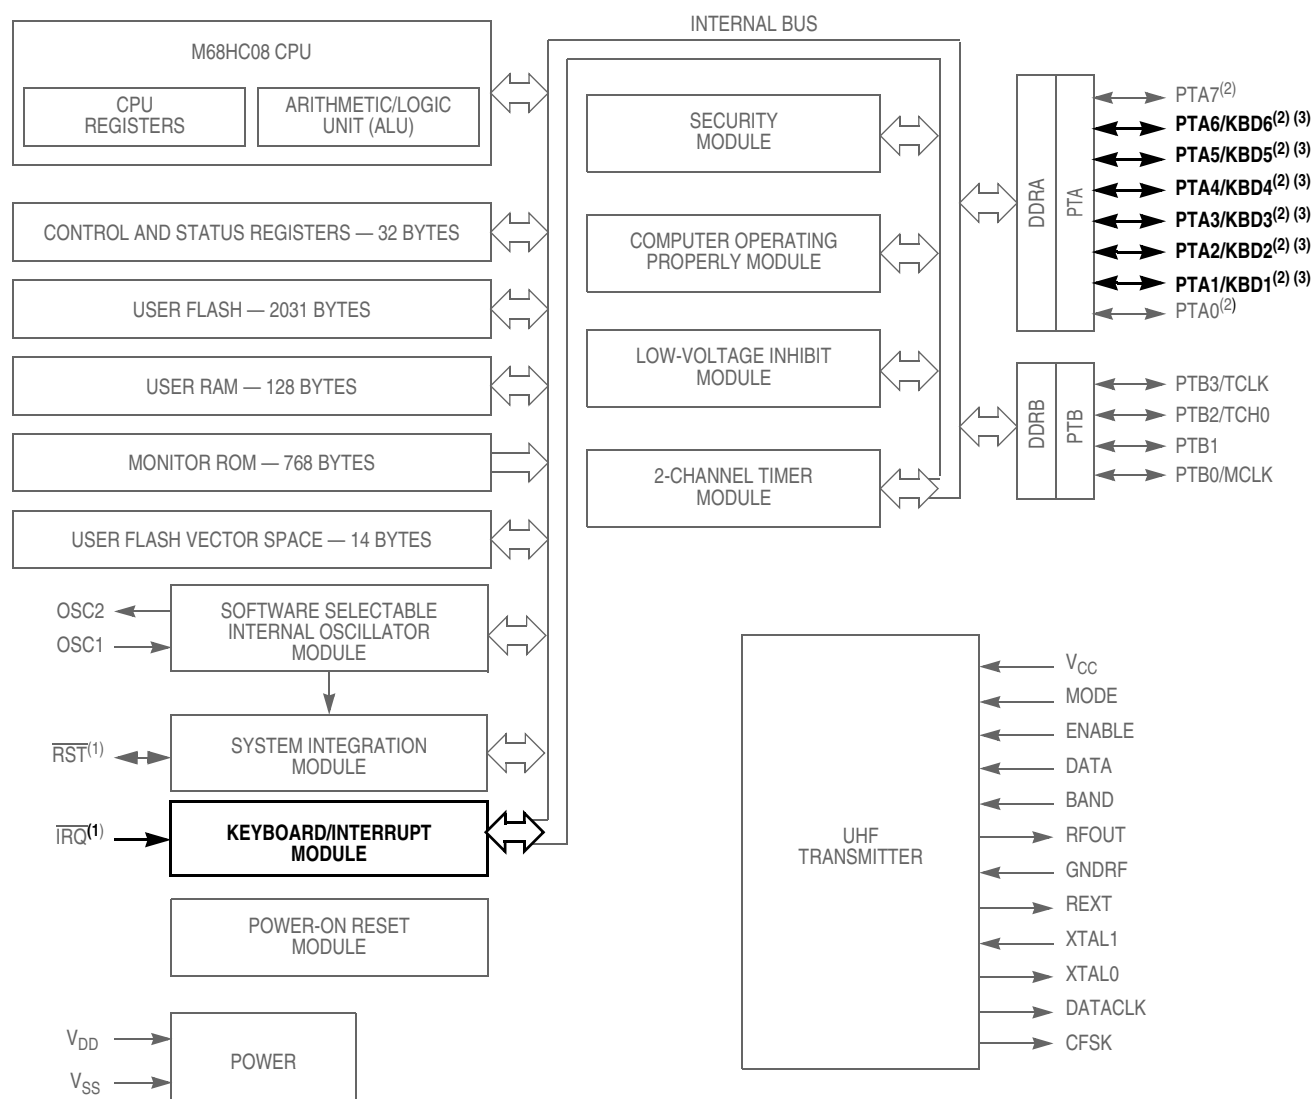 INTERNAL BUS
M68HC08 CPU
CPU
REGISTERS
ARITHMETIC/LOGIC
UNIT (ALU)
CONTROL AND STATUS REGISTERS — 32 BYTES
USER FLASH — 2031 BYTES
USER RAM — 128 BYTES
MONITOR ROM — 768 BYTES
USER FLASH VECTOR SPACE — 14 BYTES
OSC2
OSC1
SOFTWARE SELECTABLE
INTERNAL OSCILLATOR
MODULE
RST(1)
SYSTEM INTEGRATION
MODULE
IRQ(1)
KEYBOARD/INTERRUPT
MODULE
POWER-ON RESET
MODULE
VDD
VSS
POWER
SECURITY
MODULE
COMPUTER OPERATING
PROPERLY MODULE
LOW-VOLTAGE INHIBIT
MODULE
2-CHANNEL TIMER
MODULE
DDRA
PTA
PTA7(2)
PTA6/KBD6(2) (3)
PTA5/KBD5(2) (3)
PTA4/KBD4(2) (3)
PTA3/KBD3(2) (3)
PTA2/KBD2(2) (3)
PTA1/KBD1(2) (3)
PTA0(2)
DDRB
PTB
PTB3/TCLK
PTB2/TCH0
PTB1
PTB0/MCLK
UHF
TRANSMITTER
VCC
MODE
ENABLE
DATA
BAND
RFOUT
GNDRF
REXT
XTAL1
XTAL0
DATACLK
CFSK